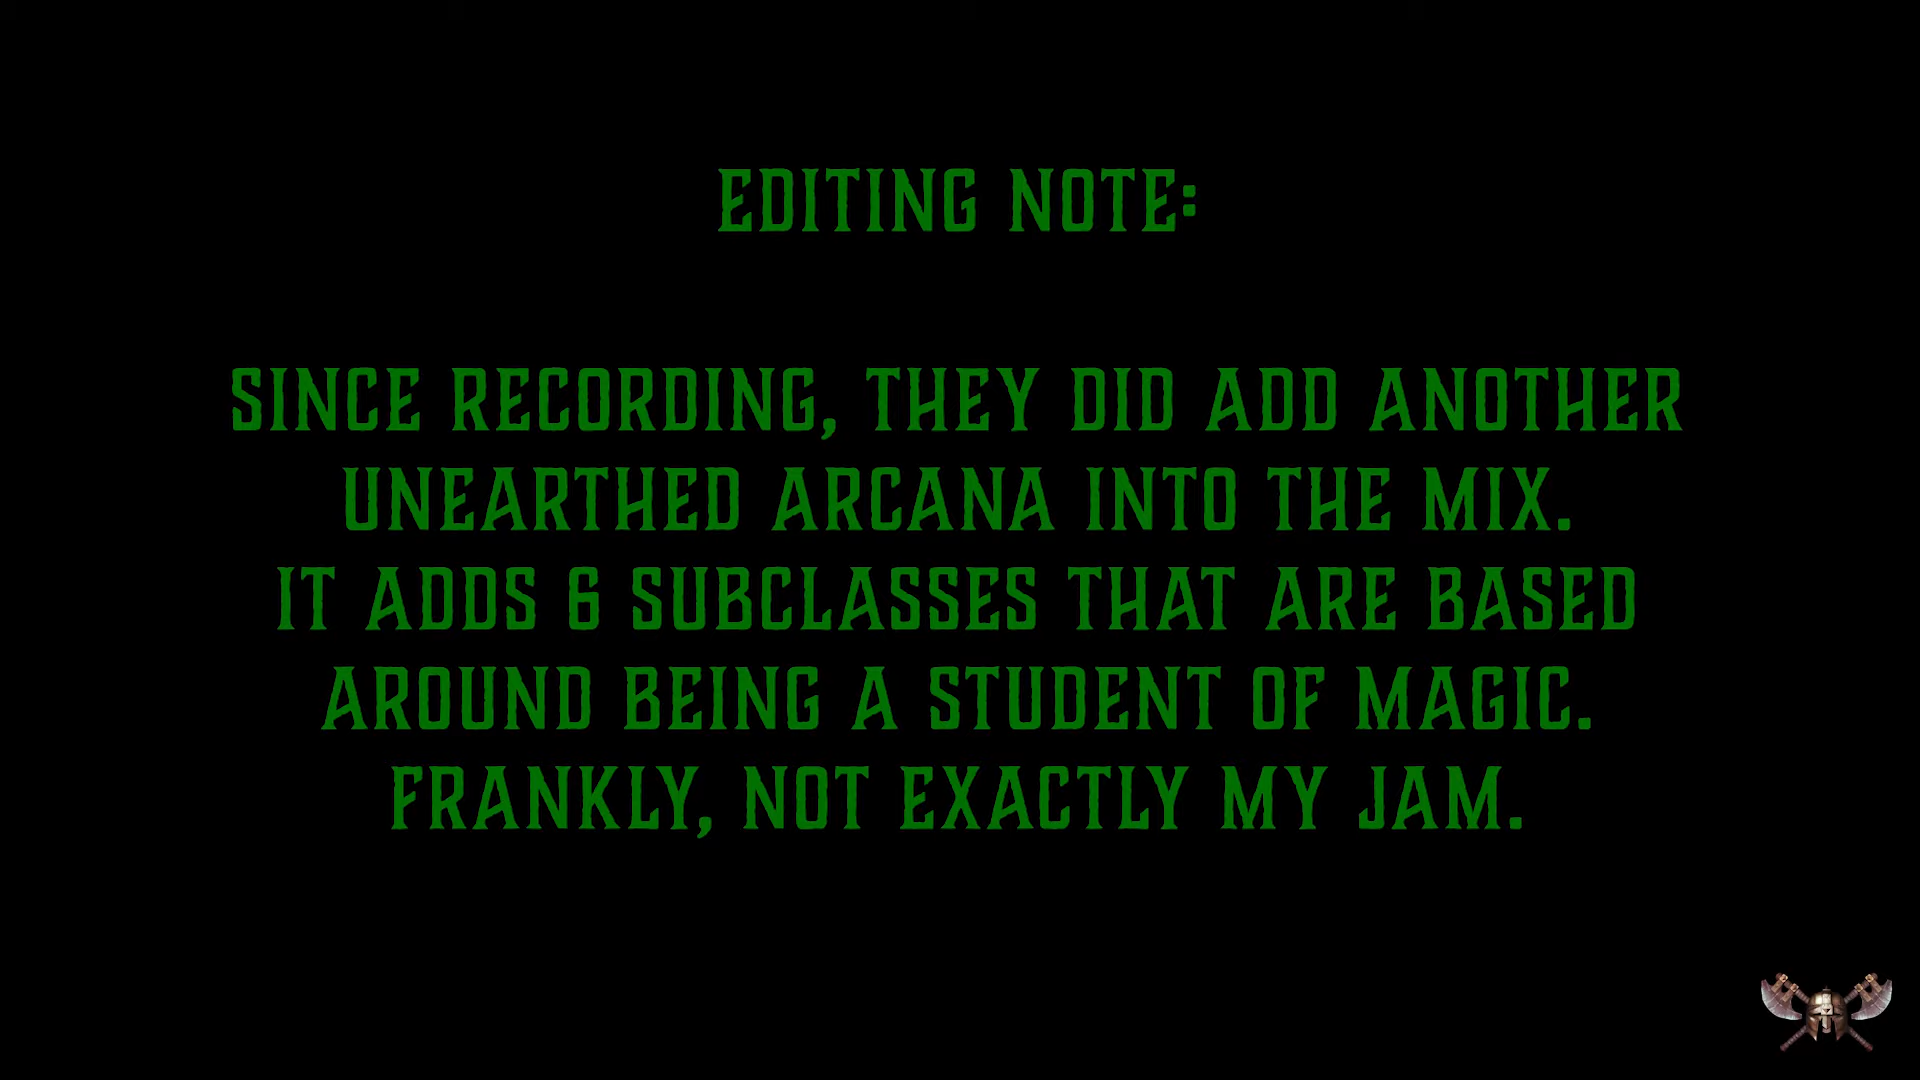 EDITING NOTE:
SINCE RECORDING, THEY DID ADD ANOTHER
UNEARTHED ARCANA INTO THE MIX.
IT ADDS 6 SUBCLASSES THAT ARE BASED
AROUND BEING A STUDENT OF MAGIC.
FRANKLY, NOT EXACTLY MY JAM.